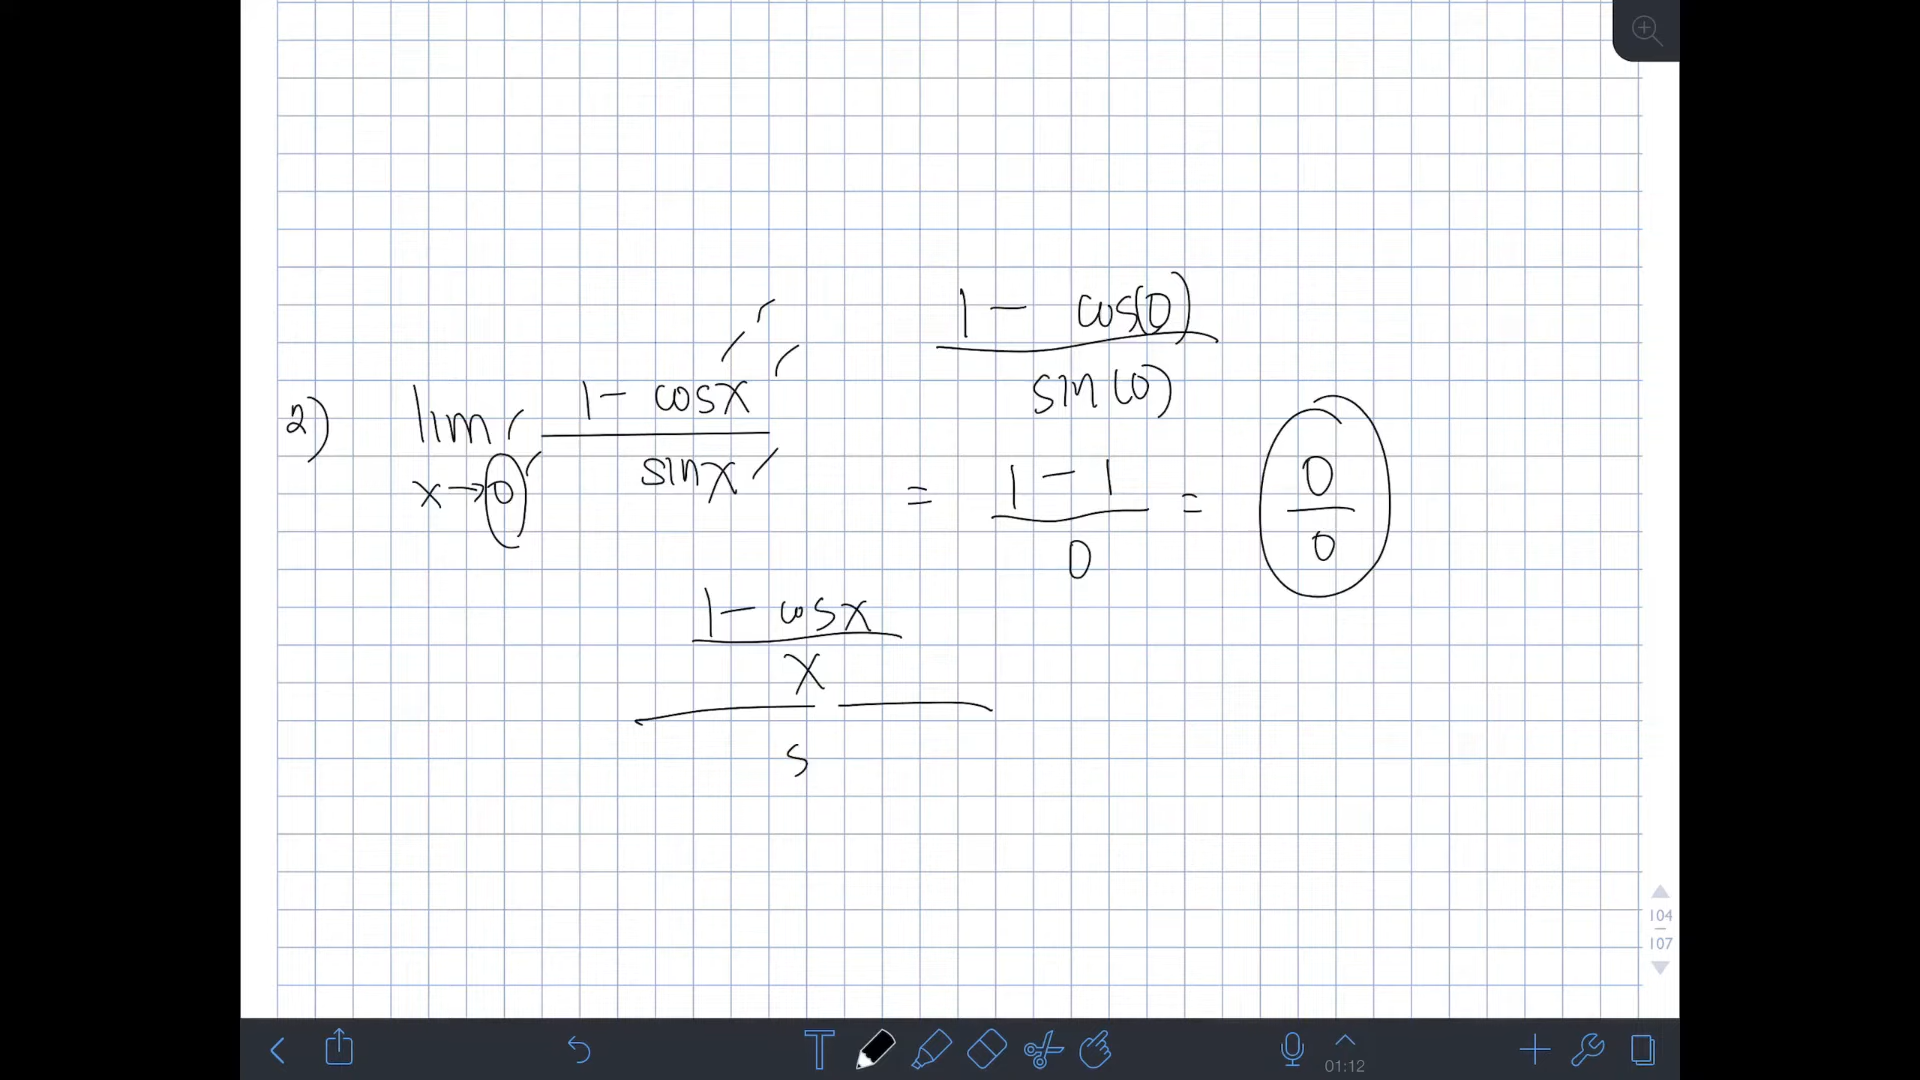 1 - cos(0)
sin(0)
2) lim x→0 1 - cosx / sinx
= 1 - 1 / 0 = 0 / 0
1 - cosx
x
s
104
107
T
01:12